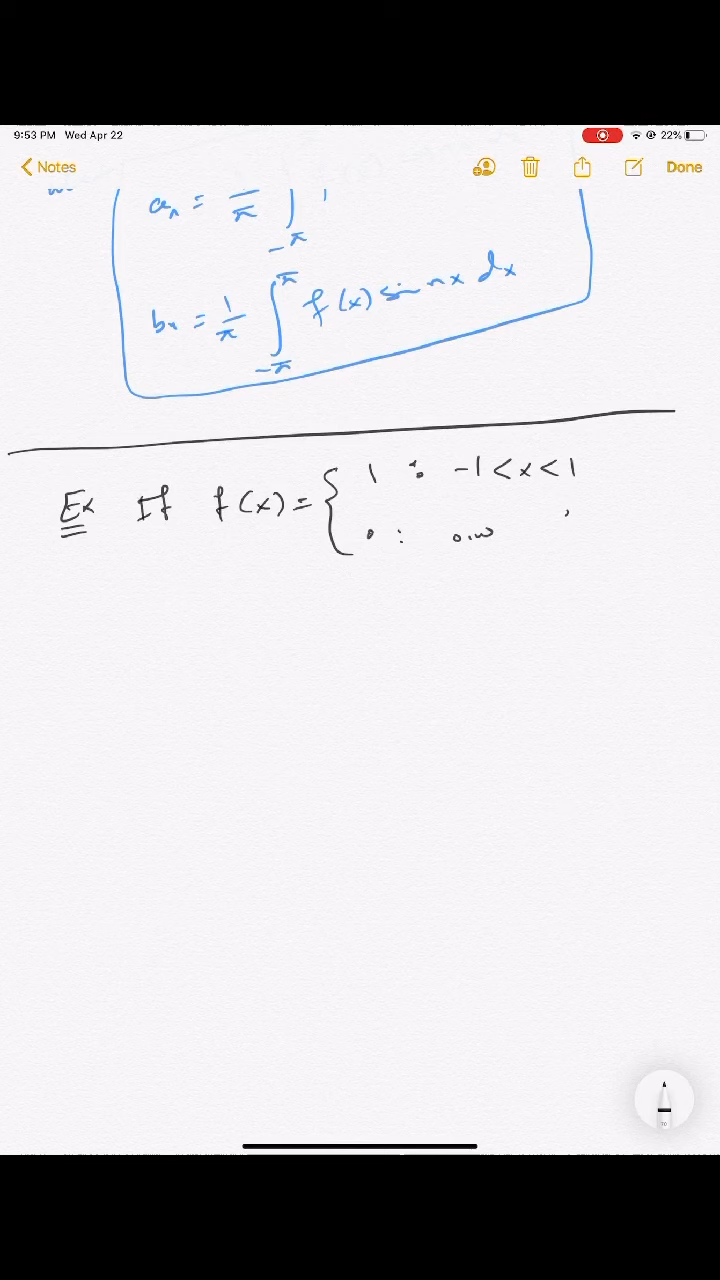 9:53 PM Wed Apr 22 22%
Notes Done
aₙ = 1/π ∫_{-π}
bₙ = 1/π ∫_{-π}^{π} f(x) sin nx dx
Ex If f(x) = { 1 : -1 < x < 1
0 : o.w ,